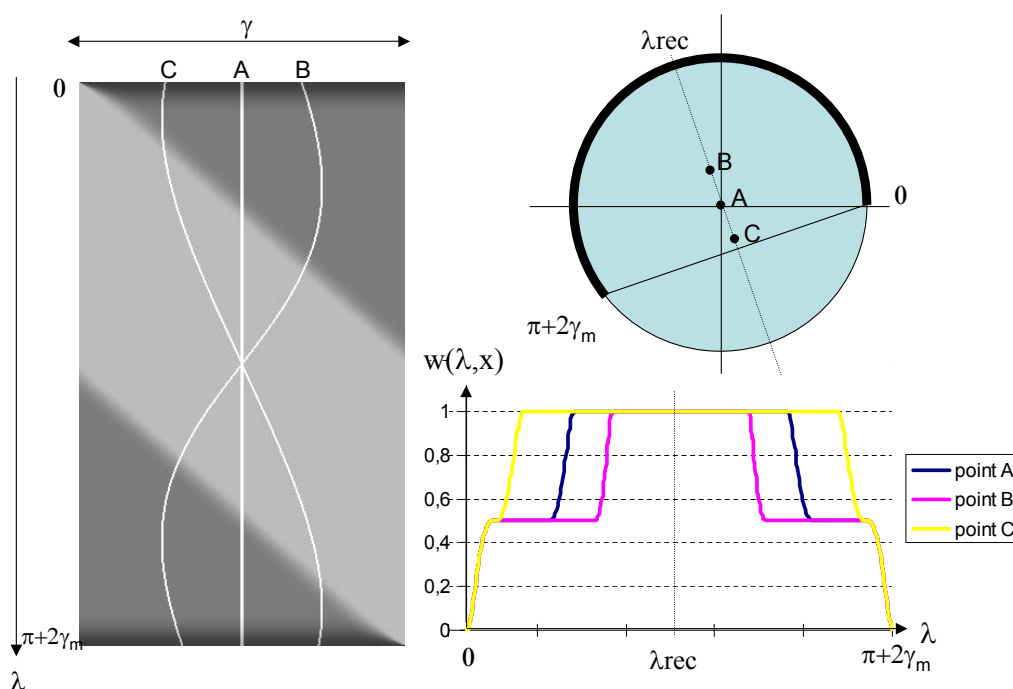 γ
C A B
0
π+2γm
λ
λrec
B
A
C
0
π+2γm
w(λ,x)
1
0,8
0,6
0,4
0,2
0
0
λrec
π+2γm
λ
point A
point B
point C